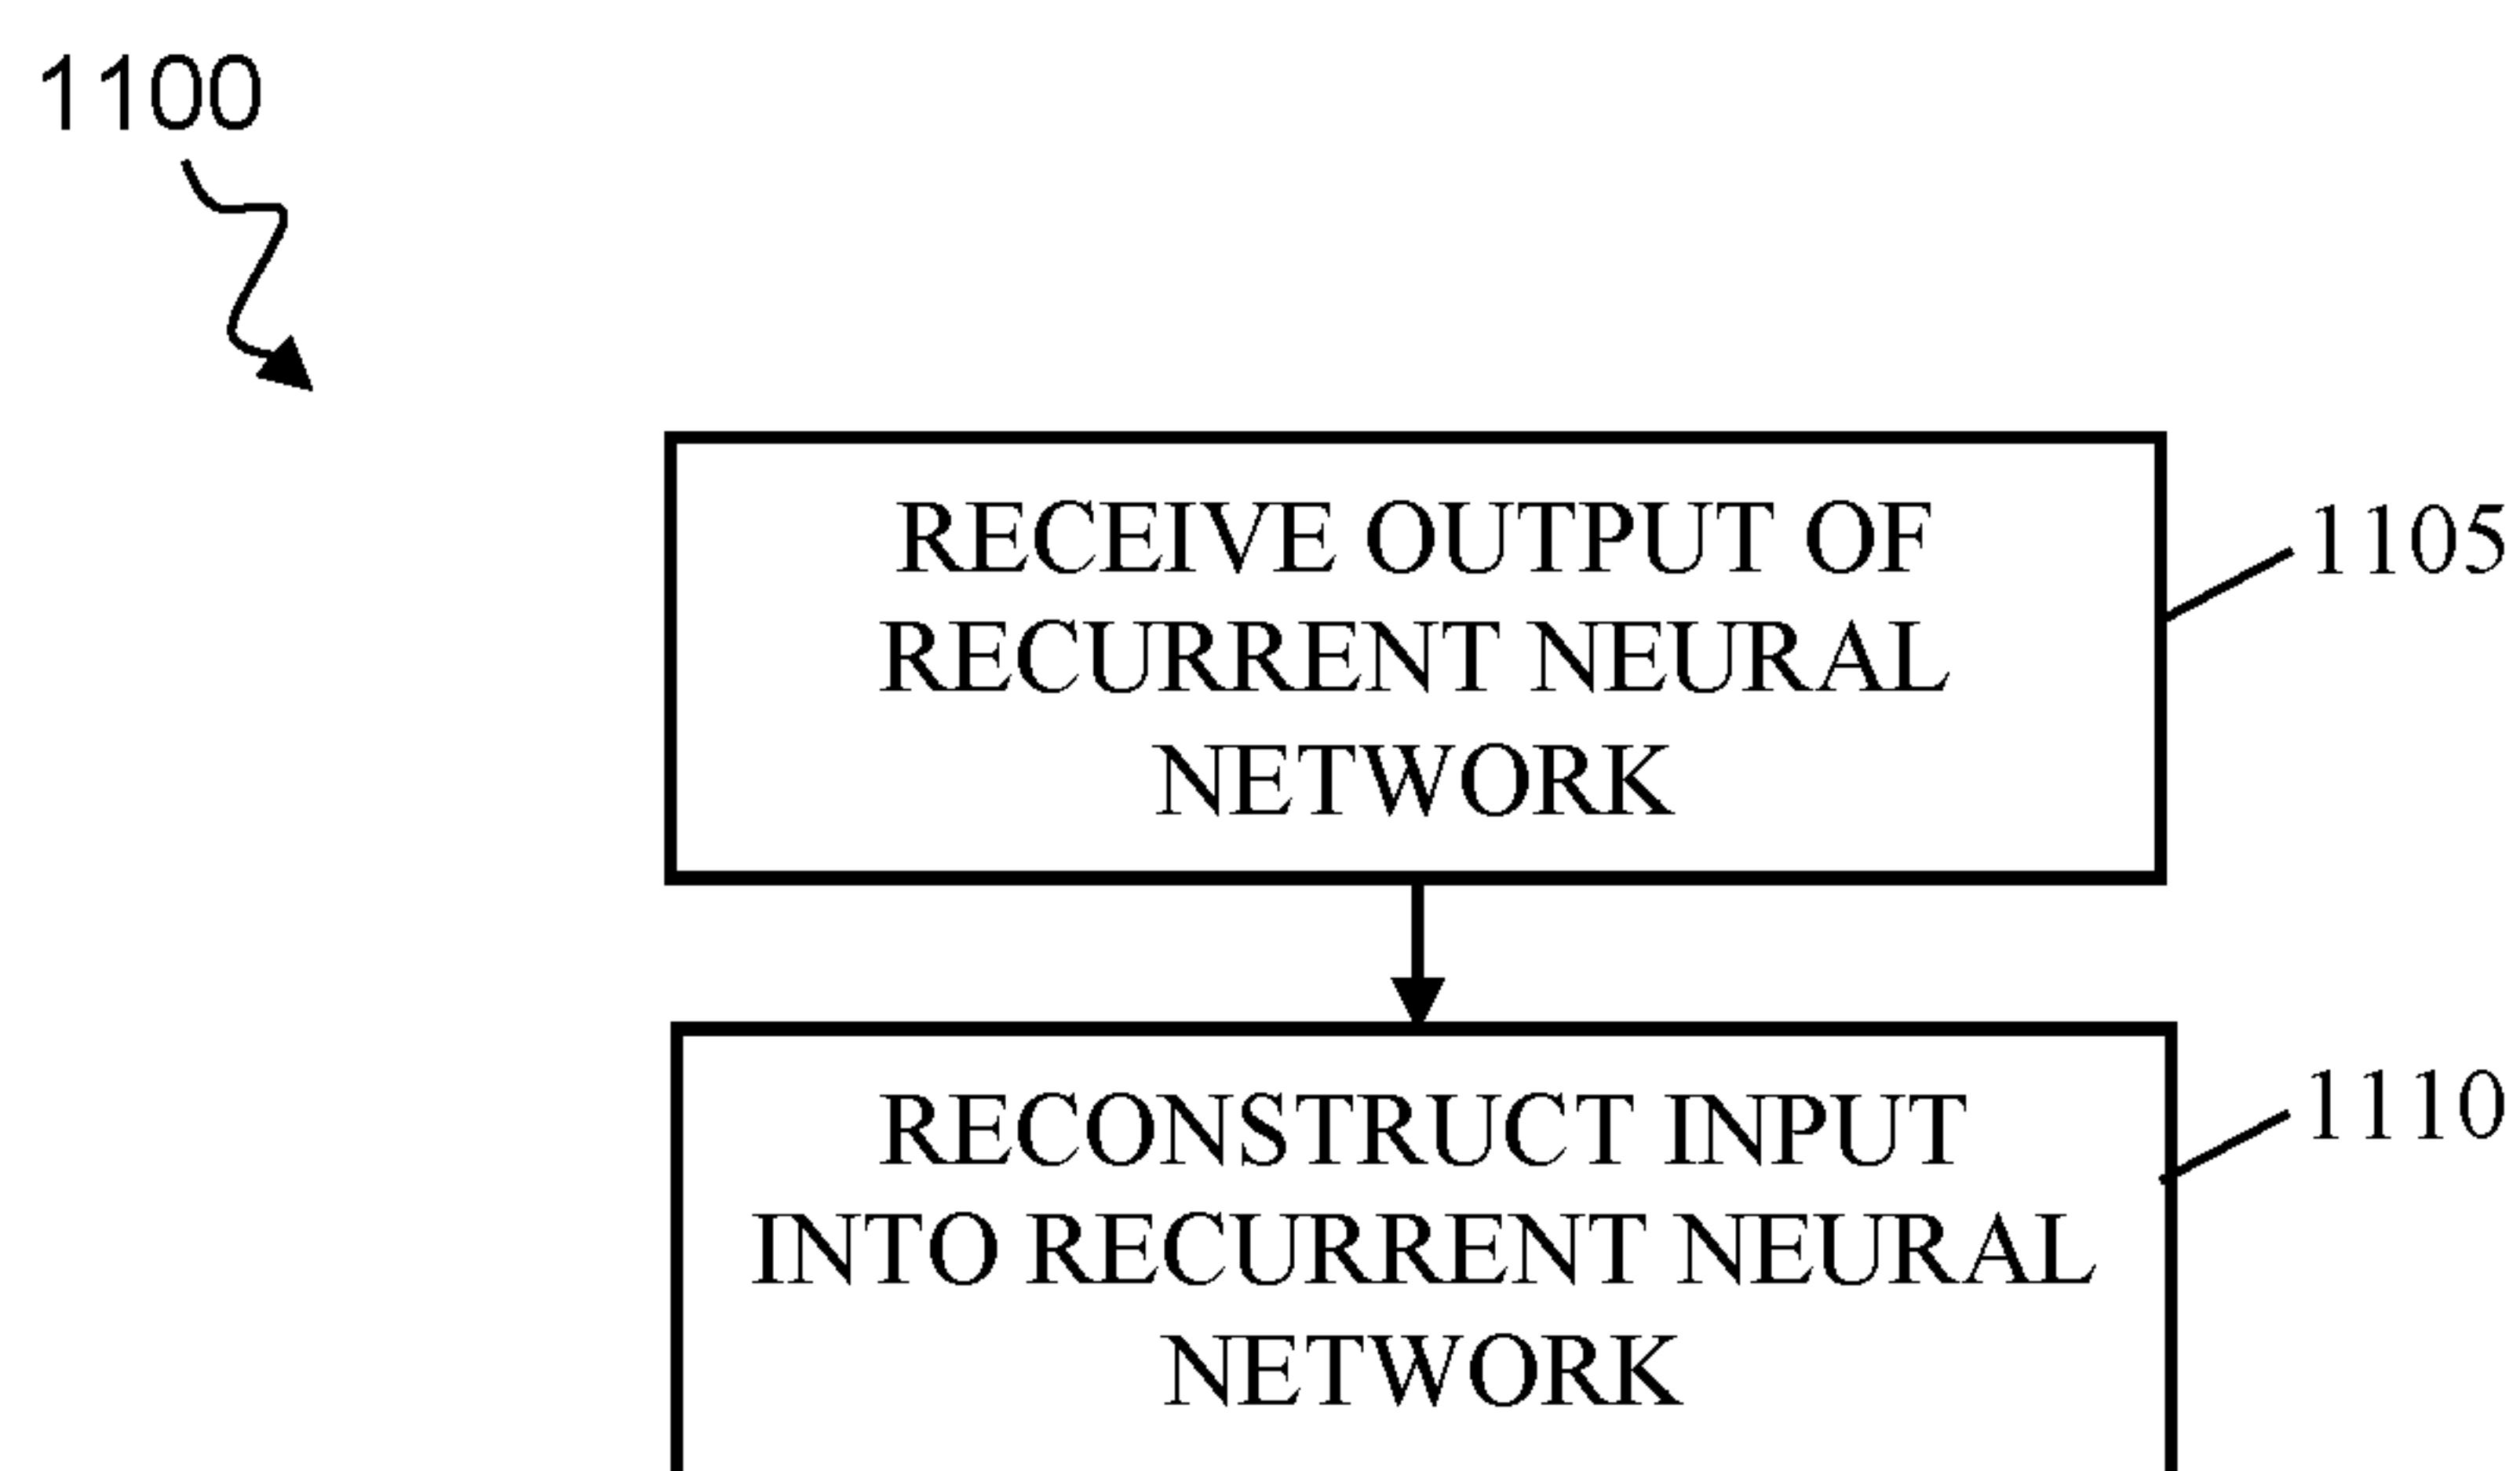 1100
RECEIVE OUTPUT OF
RECURRENT NEURAL
NETWORK
1105
RECONSTRUCT INPUT
INTO RECURRENT NEURAL
NETWORK
1110